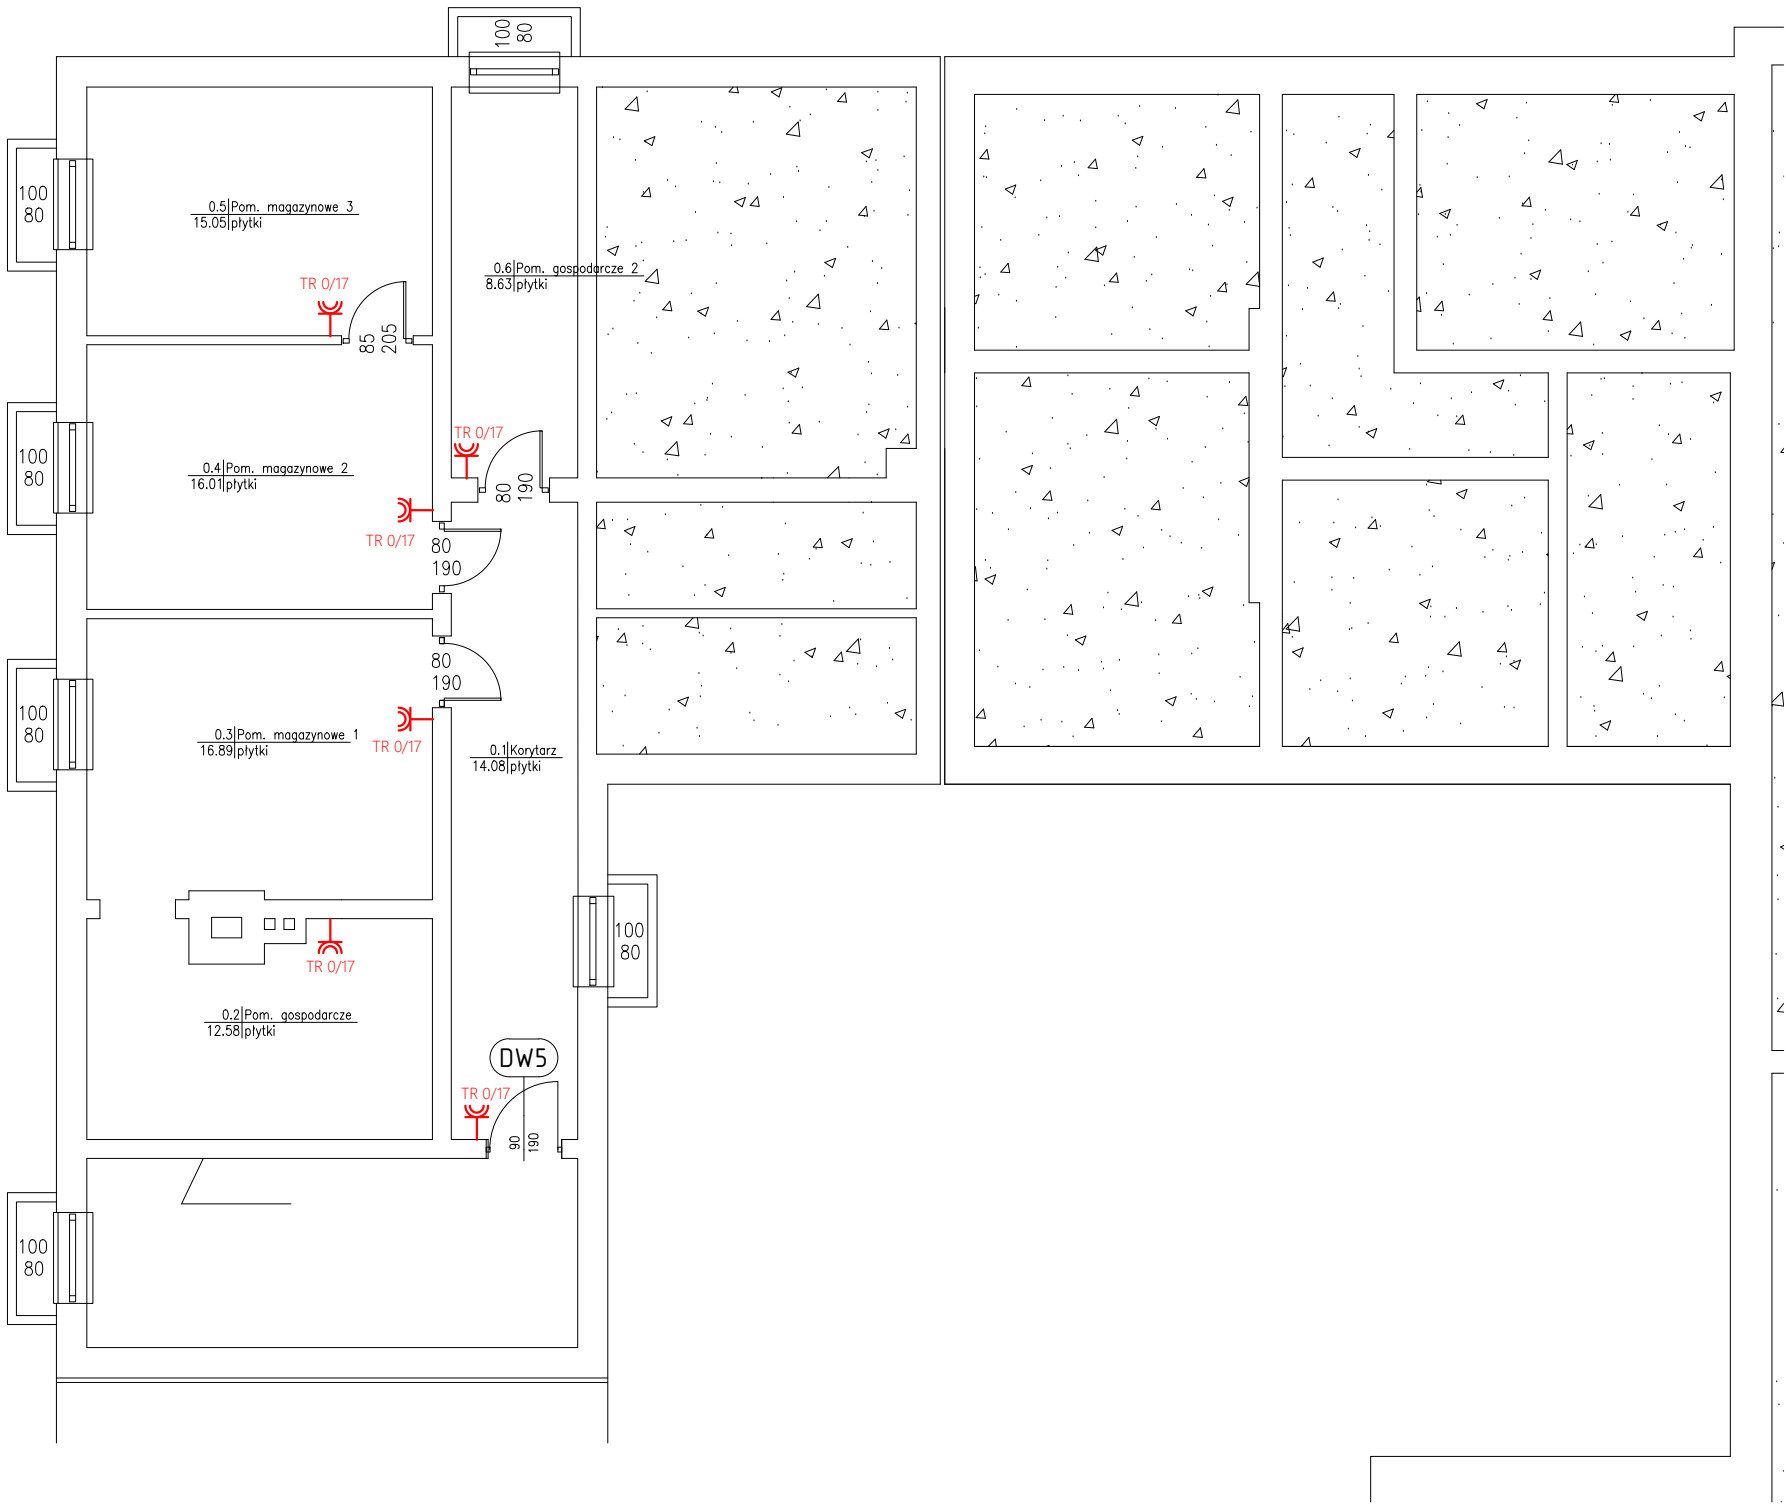 100
80
100
80
0.5 Pom. magazynowe 3
15.05 płytki
0.6 Pom. gospodarcze 2
8.63 płytki
TR 0/17
85
205
TR 0/17
100
80
0.4 Pom. magazynowe 2
16.01 płytki
80
190
TR 0/17
80
190
80
190
100
80
0.3 Pom. magazynowe 1
16.89 płytki
TR 0/17
0.1 Korytarz
14.08 płytki
100
80
TR 0/17
0.2 Pom. gospodarcze
12.58 płytki
DW5
TR 0/17
90
190
100
80